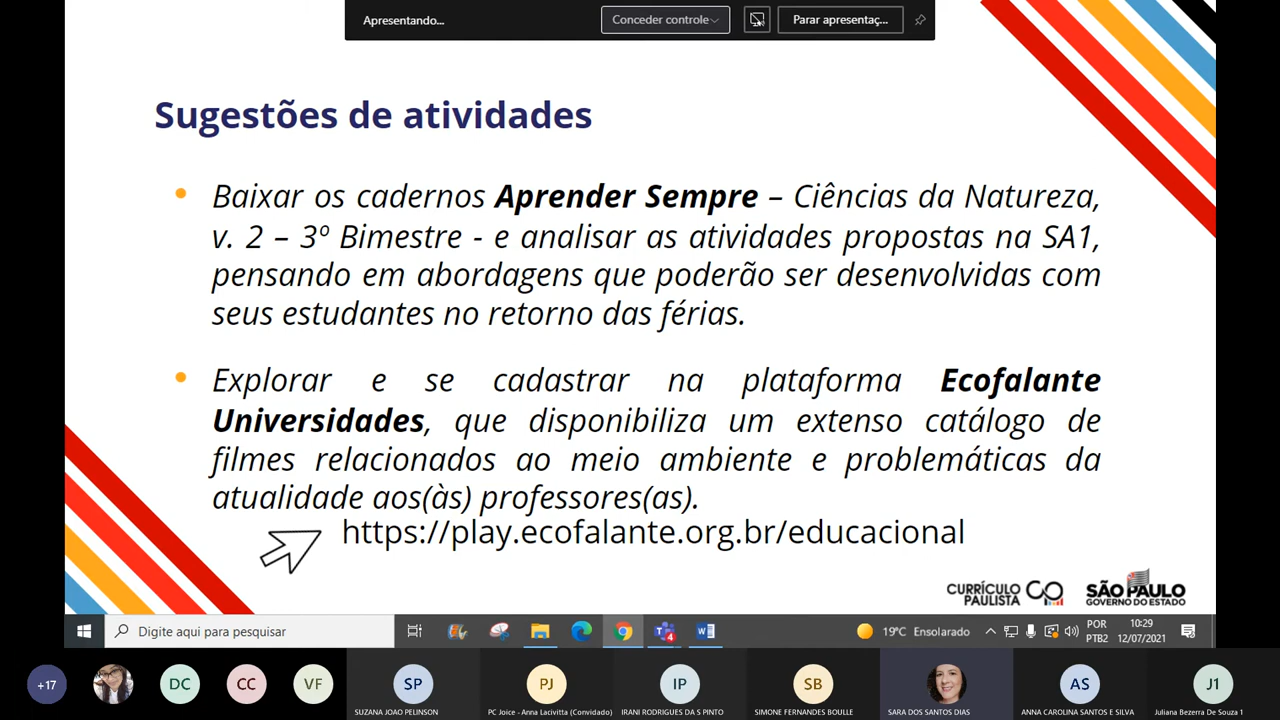 Apresentando...
Conceder controle
Parar apresentaç...
Sugestões de atividades
Baixar os cadernos Aprender Sempre – Ciências da Natureza,
v. 2 – 3º Bimestre - e analisar as atividades propostas na SA1,
pensando em abordagens que poderão ser desenvolvidas com
seus estudantes no retorno das férias.
Explorar e se cadastrar na plataforma Ecofalante
Universidades, que disponibiliza um extenso catálogo de
filmes relacionados ao meio ambiente e problemáticas da
atualidade aos(às) professores(as).
https://play.ecofalante.org.br/educacional
CURRÍCULO
PAULISTA
SÃO PAULO
GOVERNO DO ESTADO
Digite aqui para pesquisar
4
19ºC Ensolarado
POR
PTB2
10:29
12/07/2021
+17
DC
CC
VF
SP
PJ
IP
SB
AS
J1
SUZANA JOAO PELINSON
PC Joice - Anna Lacivitta (Convidado)
IRANI RODRIGUES DA S PINTO
SIMONE FERNANDES BOULLE
SARA DOS SANTOS DIAS
ANNA CAROLINA SANTOS E SILVA
Juliana Bezerra De Souza 1